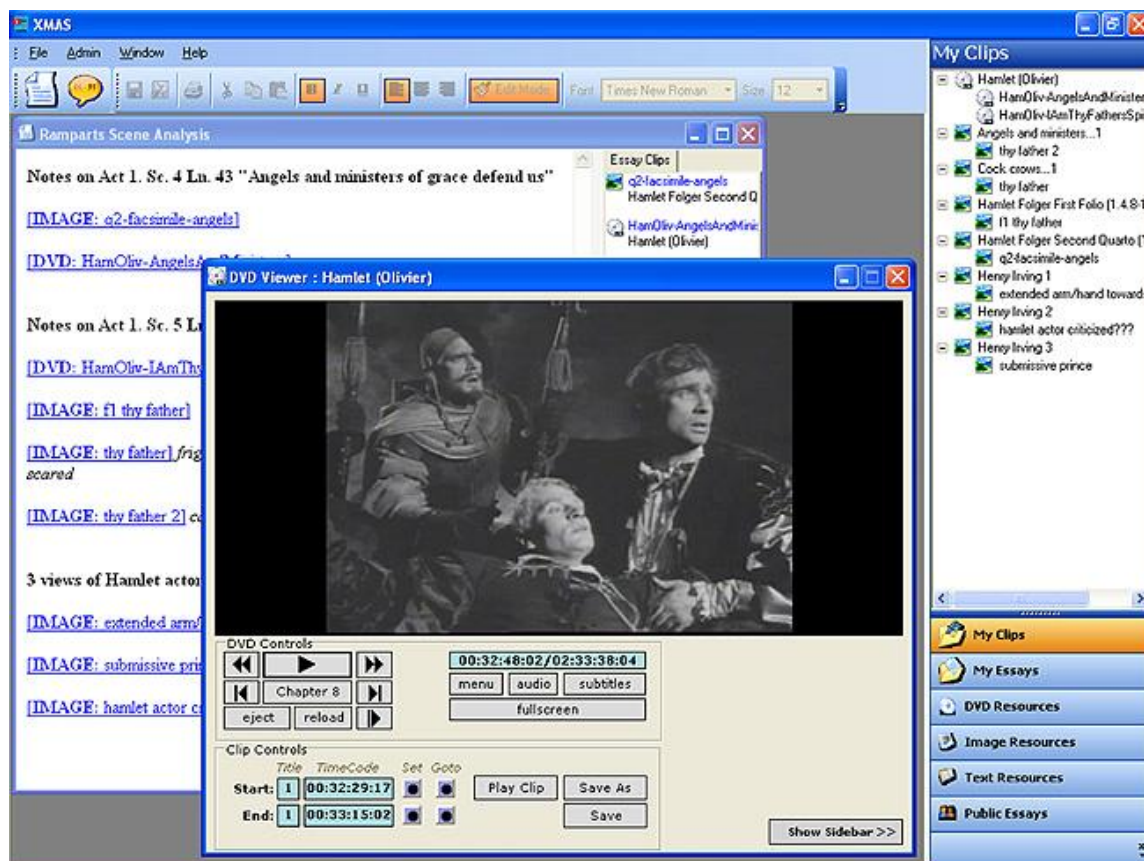 XMAS
File Admin Window Help
B I U Edit Mode Font Times New Roman Size 12
Ramparts Scene Analysis
Notes on Act 1. Sc. 4 Ln. 43 "Angels and ministers of grace defend us"
[IMAGE: q2-facsimile-angels]
[DVD: HamOliv-Angels
Notes on Act 1. Sc. 5 L
[DVD: HamOliv-IAmThy
[IMAGE: f1 thy father]
[IMAGE: thy father] frig
scared
[IMAGE: thy father 2] c
3 views of Hamlet actor
[IMAGE: extended arm/
[IMAGE: submissive pri
[IMAGE: hamlet actor c
Essay Clips
q2-facsimile-angels
Hamlet Folger Second Q
HamOliv-AngelsAndMinis
Hamlet (Olivier)
DVD Viewer : Hamlet (Olivier)
DVD Controls
Chapter 8
eject reload
00:32:48:02/02:33:38:04
menu audio subtitles
fullscreen
Clip Controls
Title TimeCode Set Goto
Start: 1 00:32:29:17 Play Clip Save As
End: 1 00:33:15:02 Save
Show Sidebar >>
My Clips
Hamlet (Olivier)
HamOliv-AngelsAndMinister
HamOliv-IAmThyFathersSpi
Angels and ministers...1
thy father 2
Cock crows...1
thy father
Hamlet Folger First Folio (1.4.8-1
f1 thy father
Hamlet Folger Second Quarto (
q2-facsimile-angels
Henry Irving 1
extended arm/hand toward
Henry Irving 2
hamlet actor criticized???
Henry Irving 3
submissive prince
My Clips
My Essays
DVD Resources
Image Resources
Text Resources
Public Essays